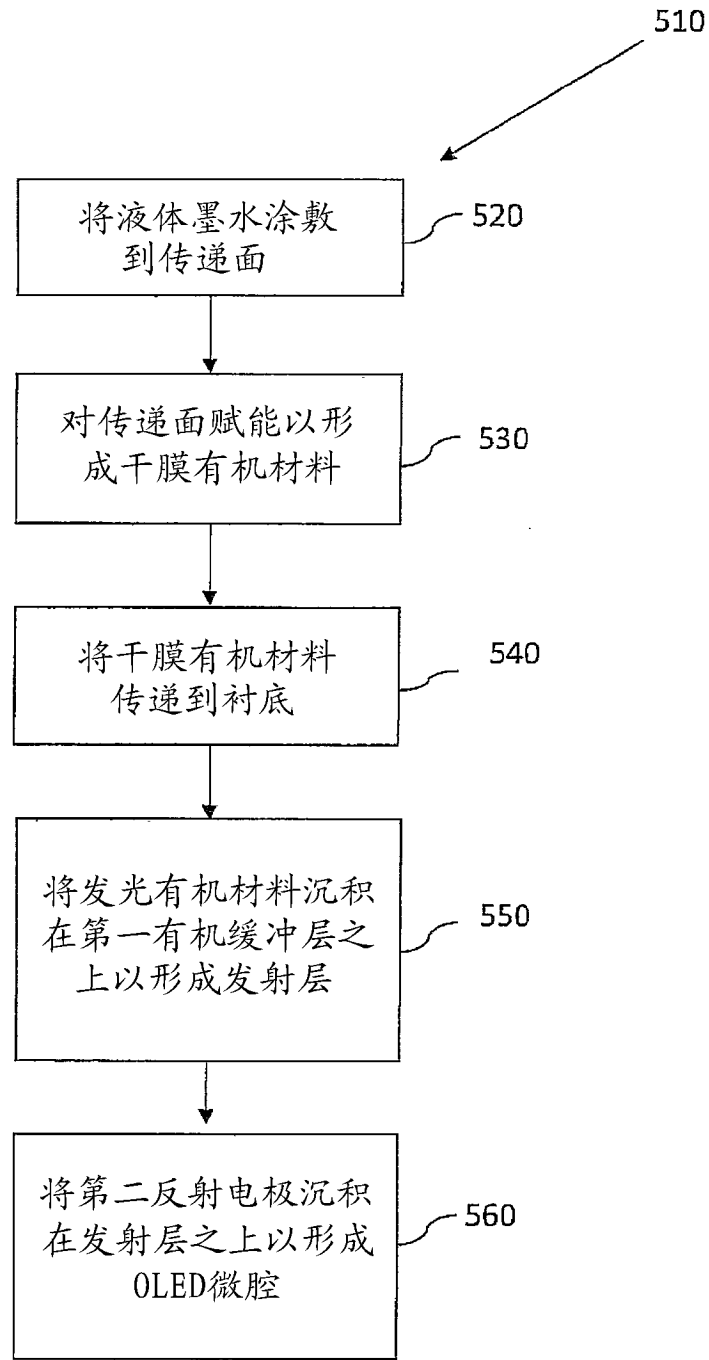 510
将液体墨水涂敷
到传递面
520
对传递面赋能以形
成干膜有机材料
530
将干膜有机材料
传递到衬底
540
将发光有机材料沉积
在第一有机缓冲层之
上以形成发射层
550
将第二反射电极沉积
在发射层之上以形成
OLED微腔
560